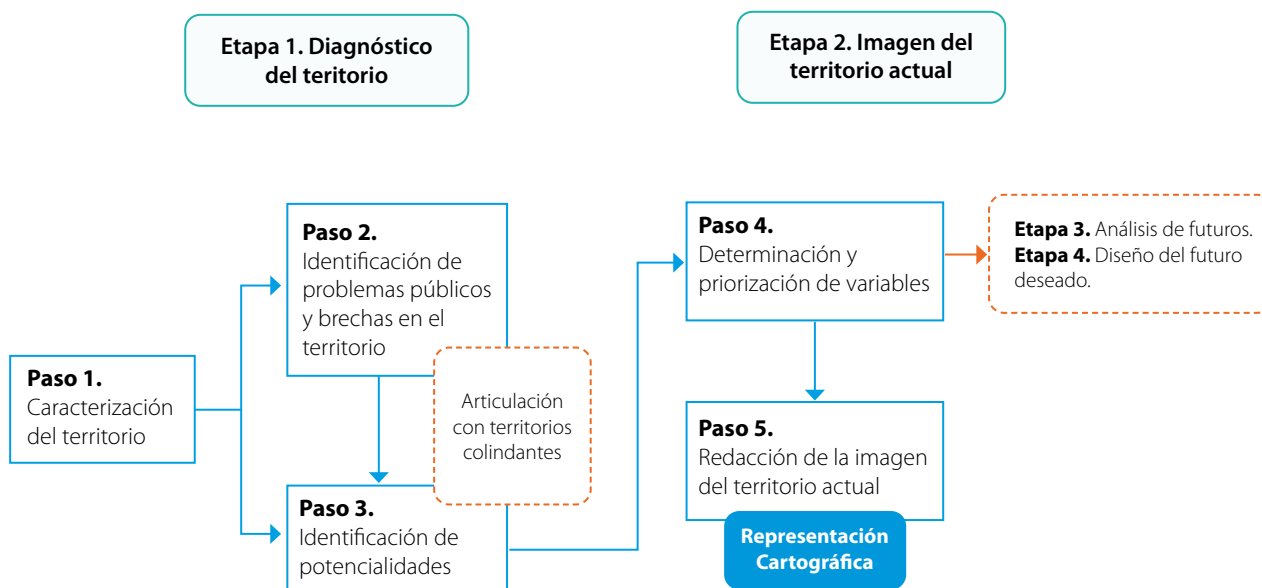 Etapa 1. Diagnóstico
del teritorio
Etapa 2. Imagen del
territorio actual
Paso 1.
Caracterización
del territorio
Paso 2.
Identificación de
problemas públicos
y brechas en el
territorio
Articulación
con territorios
colindantes
Paso 3.
Identificación de
potencialidades
Paso 4.
Determinación y
priorización de variables
Etapa 3. Análisis de futuros.
Etapa 4. Diseño del futuro
deseado.
Paso 5.
Redacción de la imagen
del territorio actual
Representación
Cartográfica